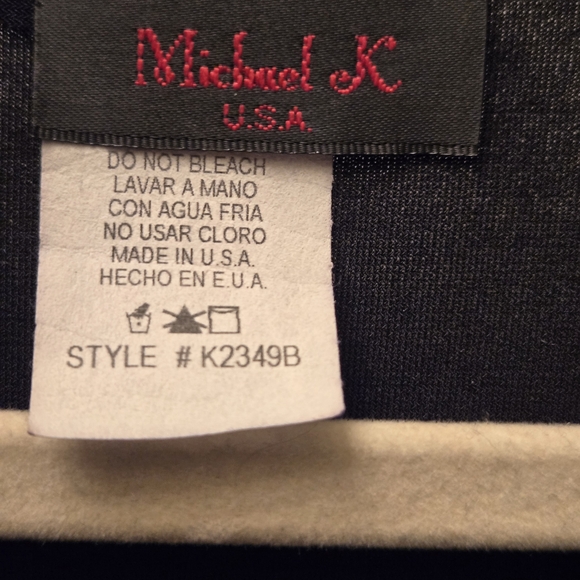 Michael K
U.S.A.
DO NOT BLEACH
LAVAR A MANO
CON AGUA FRIA
NO USAR CLORO
MADE IN U.S.A.
HECHO EN E.U.A.
STYLE # K2349B